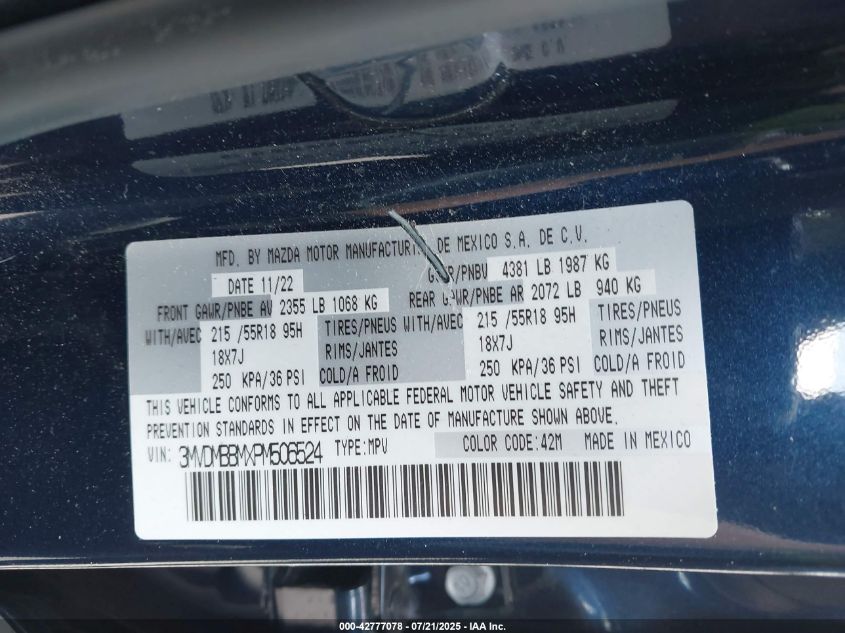 MFD. BY MAZDA MOTOR MANUFACTURI DE MEXICO S.A. DE C.V.
DATE 11/22 /PNBV 4381 LB 1987 KG
FRONT GAWR/PNBE AV 2355 LB 1068 KG REAR GAWR/PNBE AR 2072 LB 940 KG
WITH/AVEC 215 /55R18 95H TIRES/PNEUS WITH/AVEC 215 /55R18 95H TIRES/PNEUS
18X7J RIMS/JANTES 18X7J RIMS/JANTES
250 KPA/36 PSI COLD/A FROID 250 KPA/36 PSI COLD/A FROID
THIS VEHICLE CONFORMS TO ALL APPLICABLE FEDERAL MOTOR VEHICLE SAFETY AND THEFT
PREVENTION STANDARDS IN EFFECT ON THE DATE OF MANUFACTURE SHOWN ABOVE.
VIN: 3MVDMBBMXPM506524 TYPE:MPV COLOR CODE:42M MADE IN MEXICO
000-42777078 - 07/21/2025 - IAA Inc.